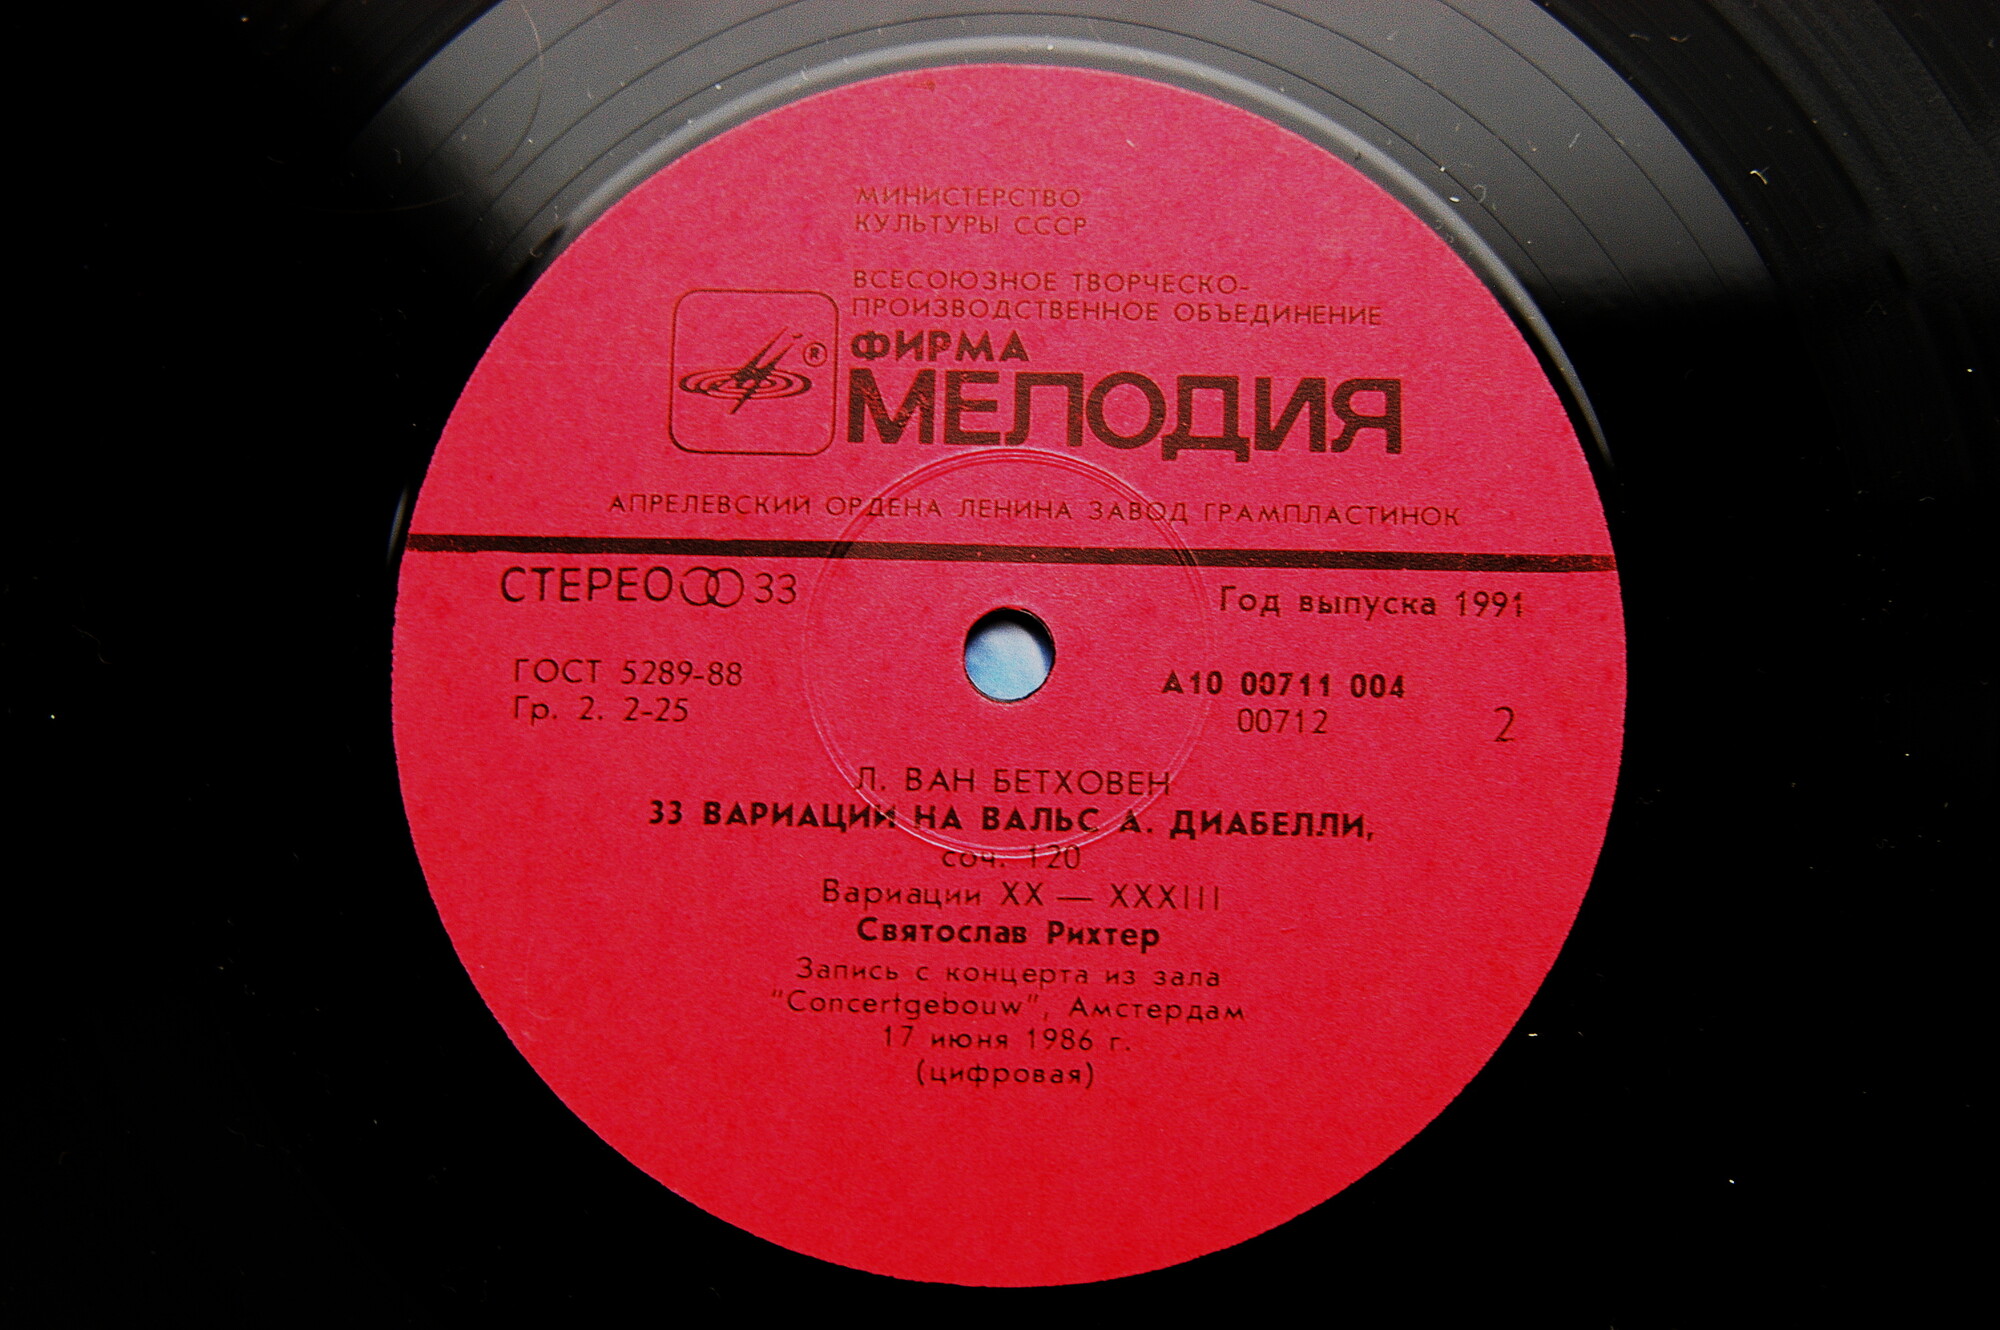 МИНИСТЕРСТВО
КУЛЬТУРЫ СССР
ВСЕСОЮЗНОЕ ТВОРЧЕСКО-
ПРОИЗВОДСТВЕННОЕ ОБЪЕДИНЕНИЕ
®
ФИРМА
МЕЛОДИЯ
АПРЕЛЕВСКИЙ ОРДЕНА ЛЕНИНА ЗАВОД ГРАМПЛАСТИНОК
СТЕРЕО 33
Год выпуска 1991
ГОСТ 5289-88
Гр. 2. 2-25
А10 00711 004
00712
2
Л. ВАН БЕТХОВЕН
33 ВАРИАЦИИ НА ВАЛЬС А. ДИАБЕЛЛИ,
соч. 120
Вариации XX — XXXIII
Святослав Рихтер
Запись с концерта из зала
"Concertgebouw", Амстердам
17 июня 1986 г.
(цифровая)